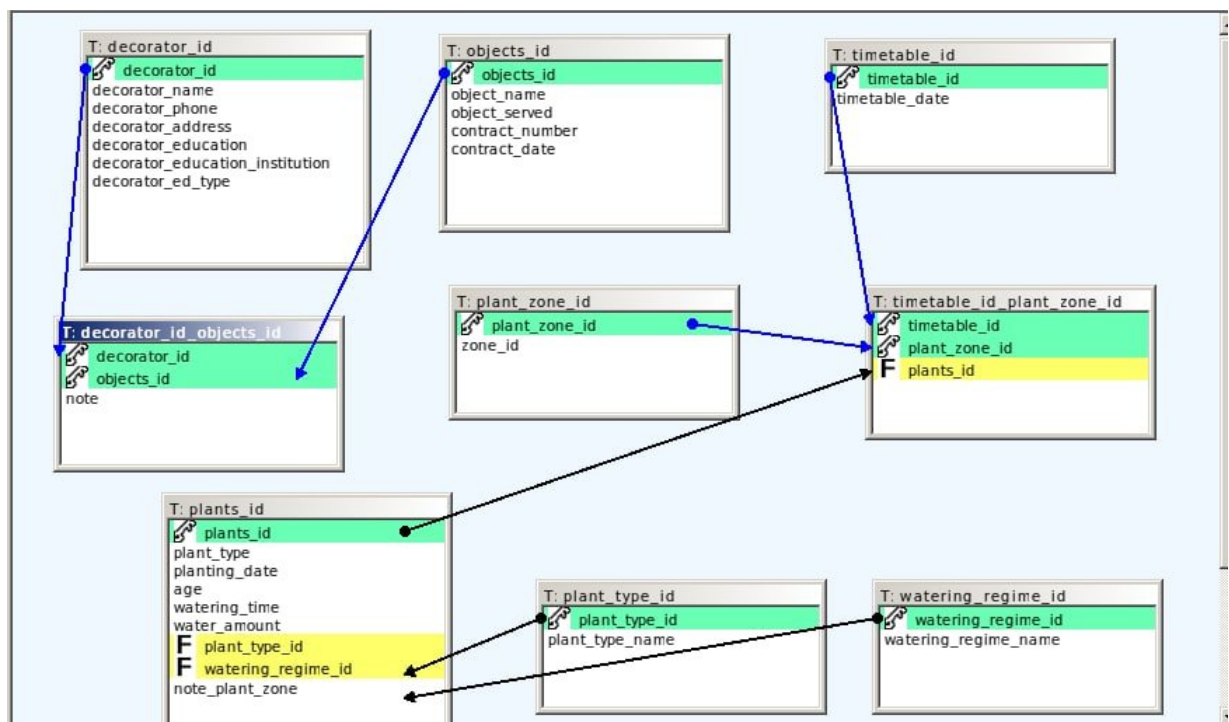 T: decorator_id
decorator_id
decorator_name
decorator_phone
decorator_address
decorator_education
decorator_education_institution
decorator_ed_type
T: objects_id
objects_id
object_name
object_served
contract_number
contract_date
T: timetable_id
timetable_id
timetable_date
T: decorator_id_objects_id
decorator_id
objects_id
note
T: plant_zone_id
plant_zone_id
zone_id
T: timetable_id_plant_zone_id
timetable_id
plant_zone_id
F plants_id
T: plants_id
plants_id
plant_type
planting_date
age
watering_time
water_amount
F plant_type_id
F watering_regime_id
note_plant_zone
T: plant_type_id
plant_type_id
plant_type_name
T: watering_regime_id
watering_regime_id
watering_regime_name